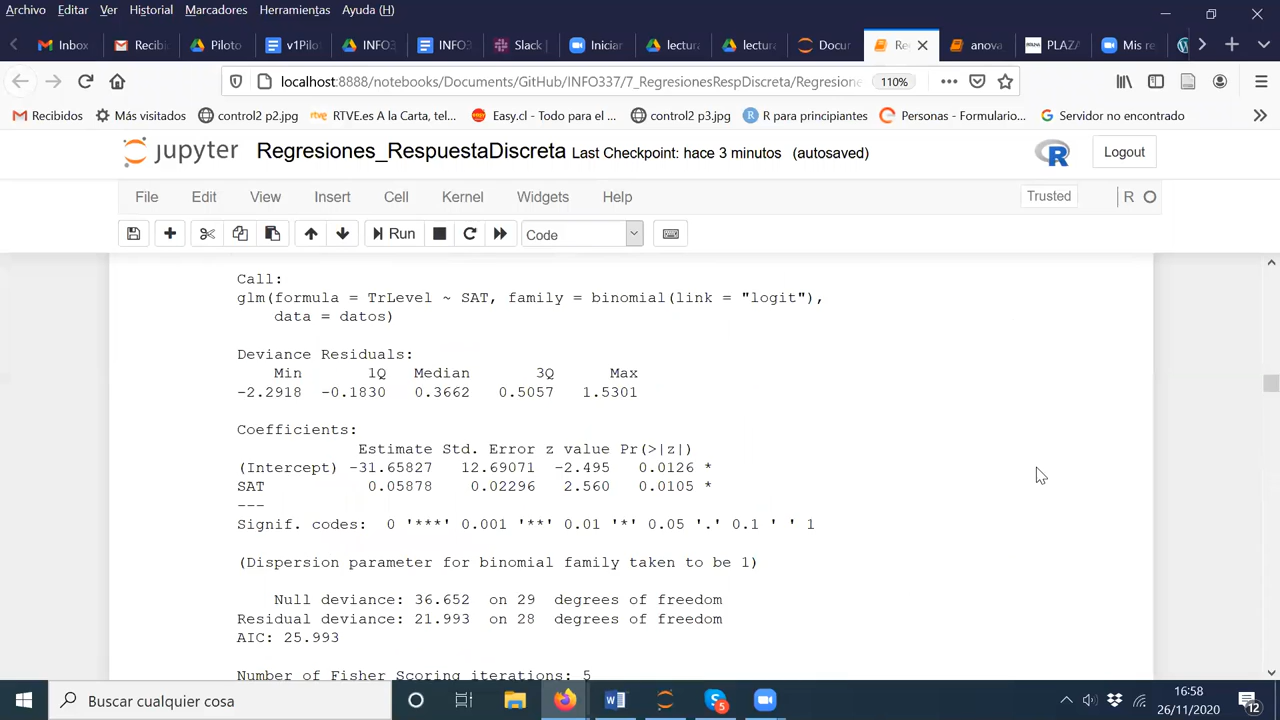 Archivo Editar Ver Historial Marcadores Herramientas Ayuda (H)
Inbox Recibi Piloto v1Pilo INFO3 INFO3 Slack | Iniciar lectura lectura Docur Re anova PLAZA Mis re
localhost:8888/notebooks/Documents/GitHub/INFO337/7_RegresionesRespDiscreta/Regresione 110%
Recibidos Más visitados control2 p2.jpg RTVE.es A la Carta, tel... Easy.cl - Todo para el ... control2 p3.jpg R para principiantes Personas - Formulario... Servidor no encontrado
jupyter Regresiones_RespuestaDiscreta Last Checkpoint: hace 3 minutos (autosaved) Logout
File Edit View Insert Cell Kernel Widgets Help Trusted R
Run Code
Call:
glm(formula = TrLevel ~ SAT, family = binomial(link = "logit"),
data = datos)
Deviance Residuals:
Min 1Q Median 3Q Max
-2.2918 -0.1830 0.3662 0.5057 1.5301
Coefficients:
Estimate Std. Error z value Pr(>|z|)
(Intercept) -31.65827 12.69071 -2.495 0.0126 *
SAT 0.05878 0.02296 2.560 0.0105 *
---
Signif. codes: 0 '***' 0.001 '**' 0.01 '*' 0.05 '.' 0.1 ' ' 1
(Dispersion parameter for binomial family taken to be 1)
Null deviance: 36.652 on 29 degrees of freedom
Residual deviance: 21.993 on 28 degrees of freedom
AIC: 25.993
Number of Fisher Scoring iterations: 5
Buscar cualquier cosa 5 16:58
26/11/2020 12